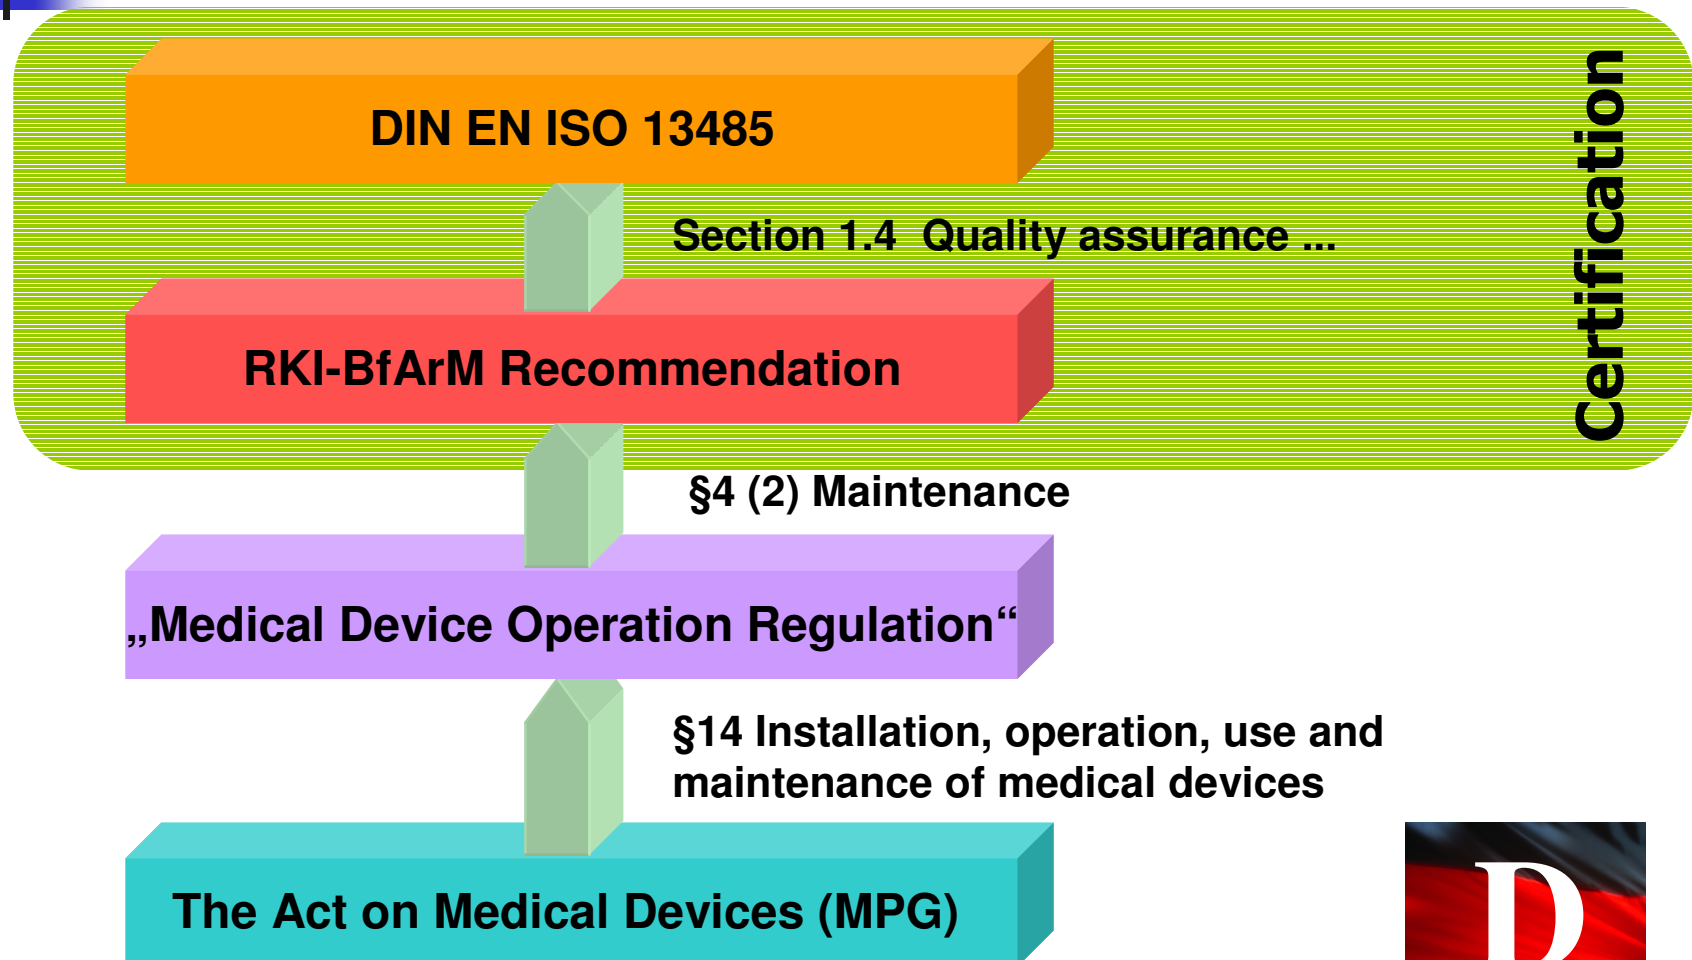 DIN EN ISO 13485
Section 1.4 Quality assurance ...
RKI-BfArM Recommendation
Certification
§4 (2) Maintenance
„Medical Device Operation Regulation“
§14 Installation, operation, use and
maintenance of medical devices
The Act on Medical Devices (MPG)
D